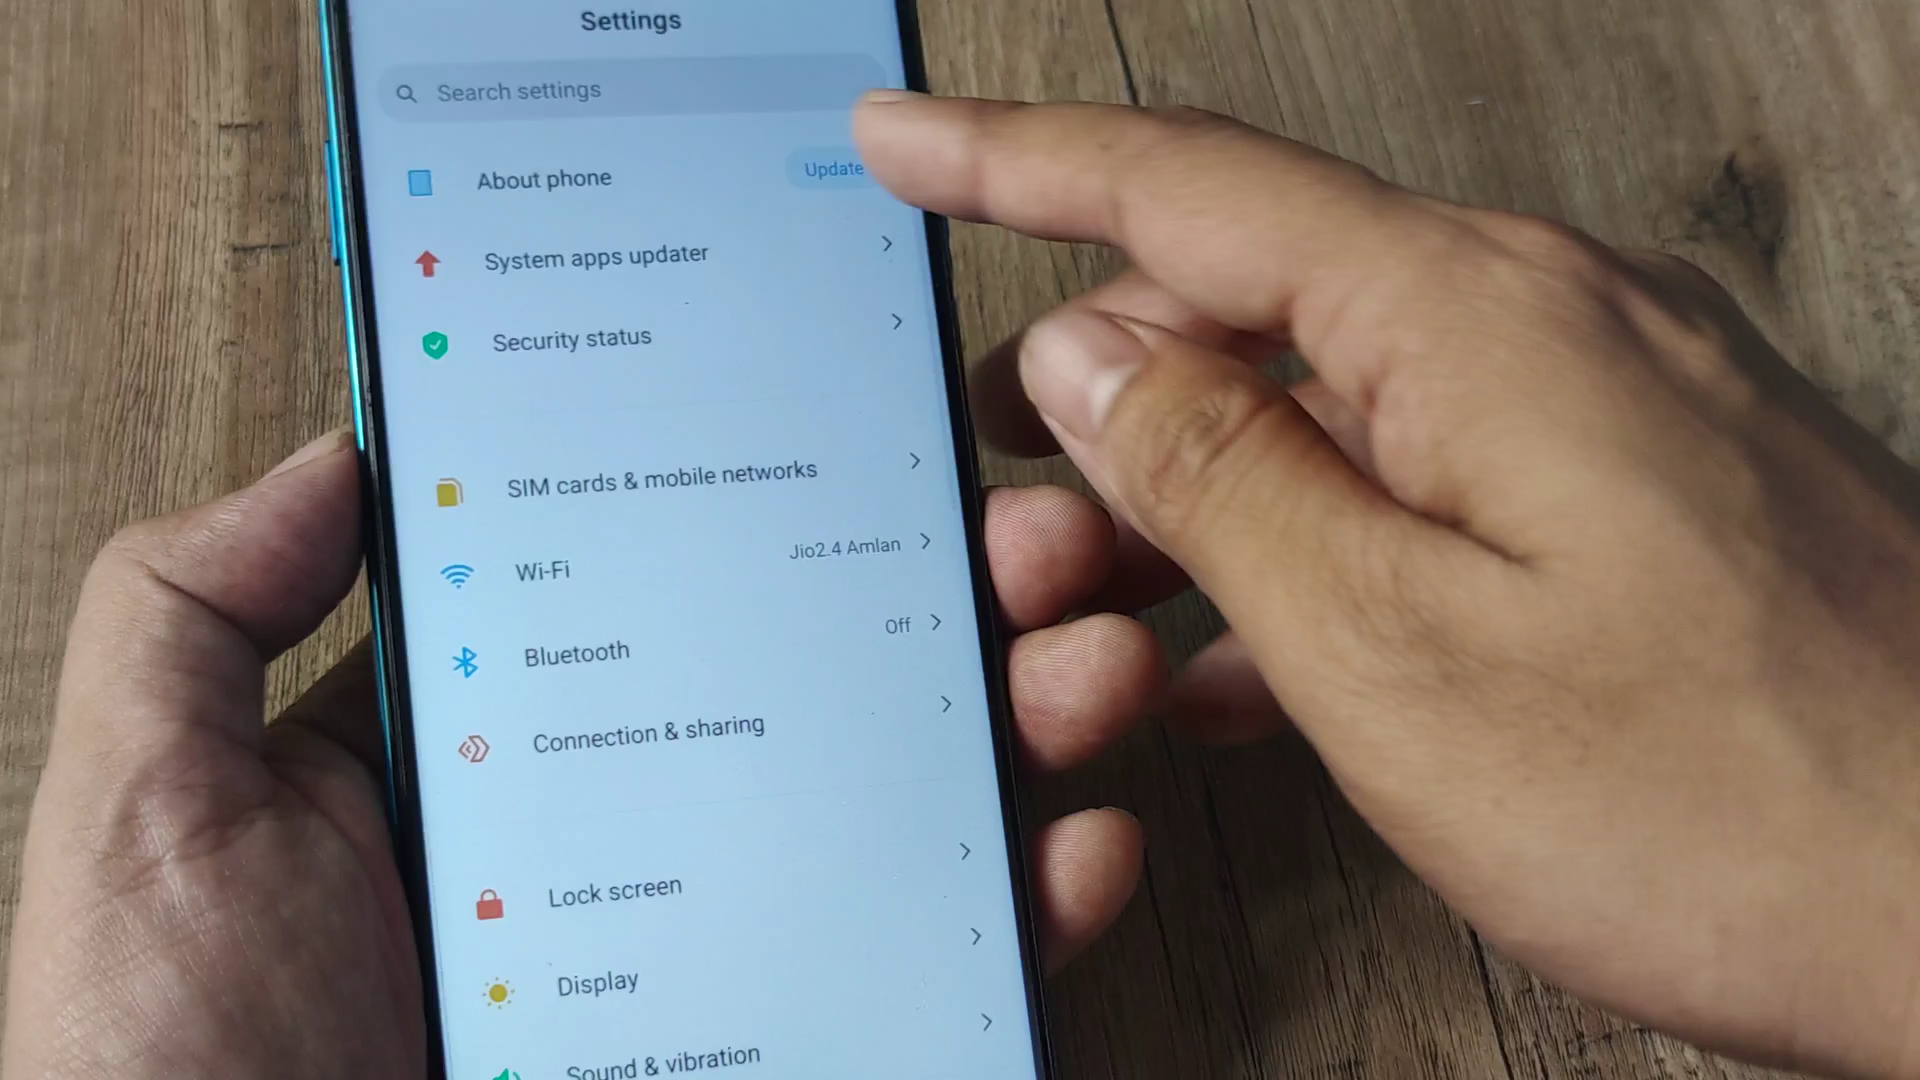 Settings
Search settings
About phone
Update
System apps updater
Security status
SIM cards & mobile networks
Wi-Fi
Jio2.4 Amlan
Bluetooth
Off
Connection & sharing
Lock screen
Display
Sound & vibration